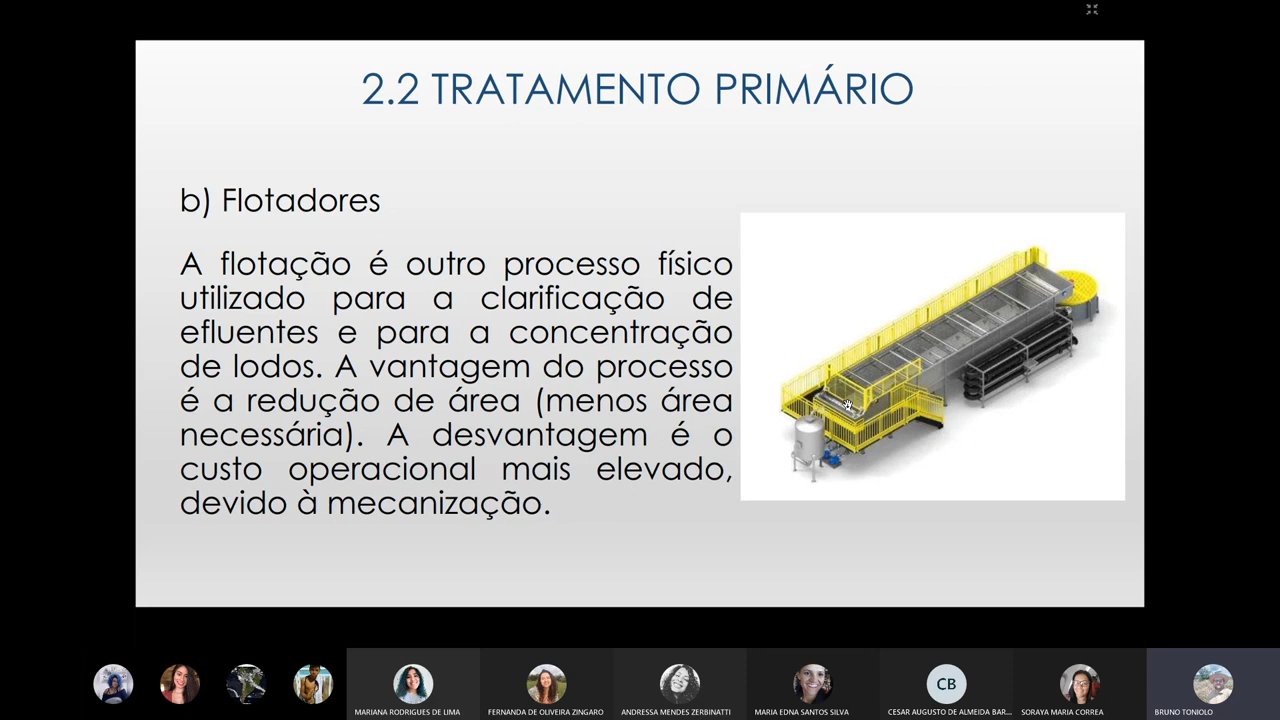 2.2 TRATAMENTO PRIMÁRIO
b) Flotadores
A flotação é outro processo físico
utilizado para a clarificação de
efluentes e para a concentração
de lodos. A vantagem do processo
é a redução de área (menos área
necessária). A desvantagem é o
custo operacional mais elevado,
devido à mecanização.
CB
MARIANA RODRIGUES DE LIMA
FERNANDA DE OLIVEIRA ZINGARO
ANDRESSA MENDES ZERBINATTI
MARIA EDNA SANTOS SILVA
CESAR AUGUSTO DE ALMEIDA BAR...
SORAYA MARIA CORREA
BRUNO TONIOLO